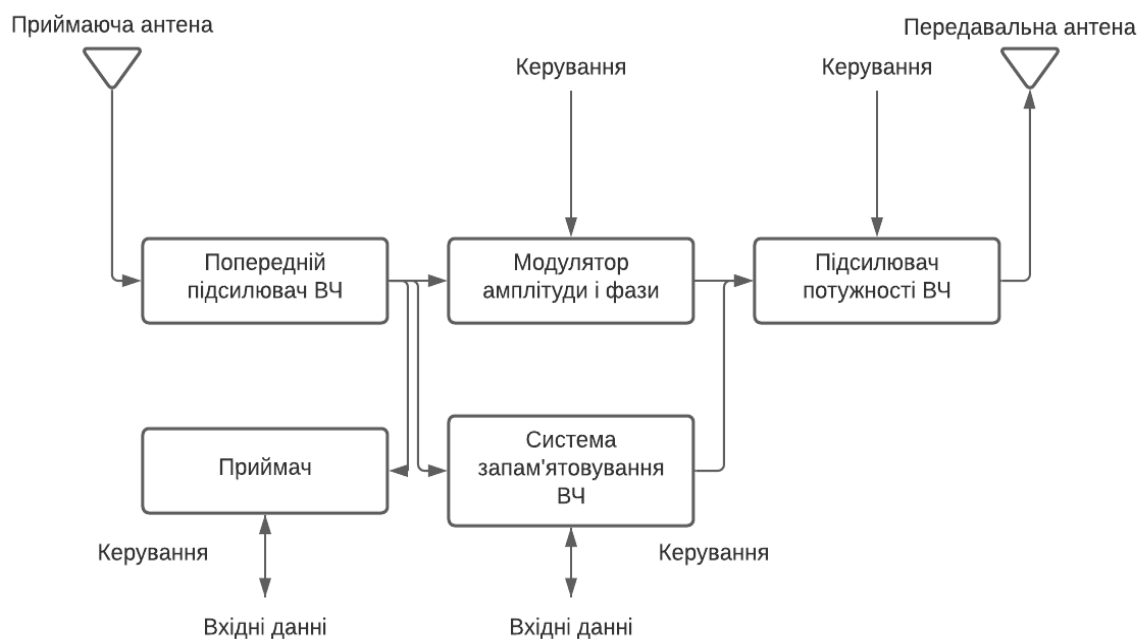 Приймаюча антена
Передавальна антена
Керування
Керування
Попередній
підсилювач ВЧ
Модулятор
амплітуди і фази
Підсилювач
потужності ВЧ
Приймач
Система
запам'ятовування
ВЧ
Керування
Керування
Вхідні данні
Вхідні данні